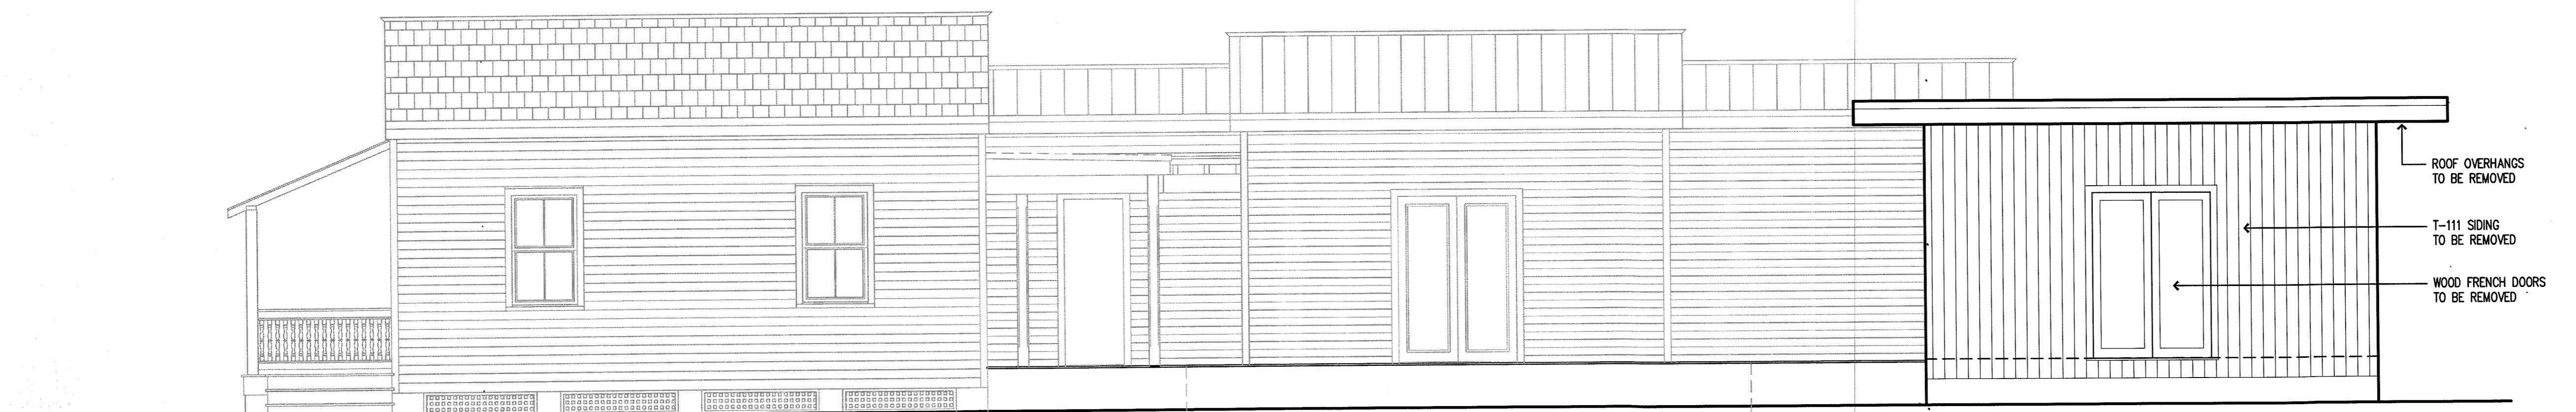 ROOF OVERHANGS
TO BE REMOVED
T-111 SIDING
TO BE REMOVED
WOOD FRENCH DOORS
TO BE REMOVED